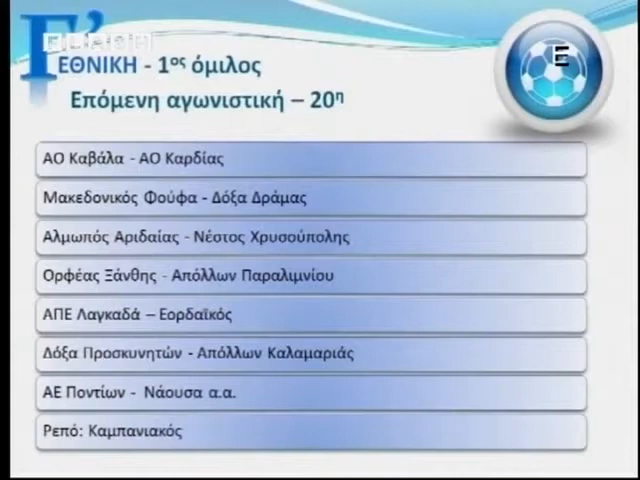 Γ' ΕΘΝΙΚΗ - 1ος όμιλος
Επόμενη αγωνιστική – 20η
Ε
ΑΟ Καβάλα - ΑΟ Καρδίας
Μακεδονικός Φούφα - Δόξα Δράμας
Αλμωπός Αριδαίας - Νέστος Χρυσούπολης
Ορφέας Ξάνθης - Απόλλων Παραλιμνίου
ΑΠΕ Λαγκαδά – Εορδαϊκός
Δόξα Προσκυνητών - Απόλλων Καλαμαριάς
ΑΕ Ποντίων - Νάουσα α.α.
Ρεπό: Καμπανιακός